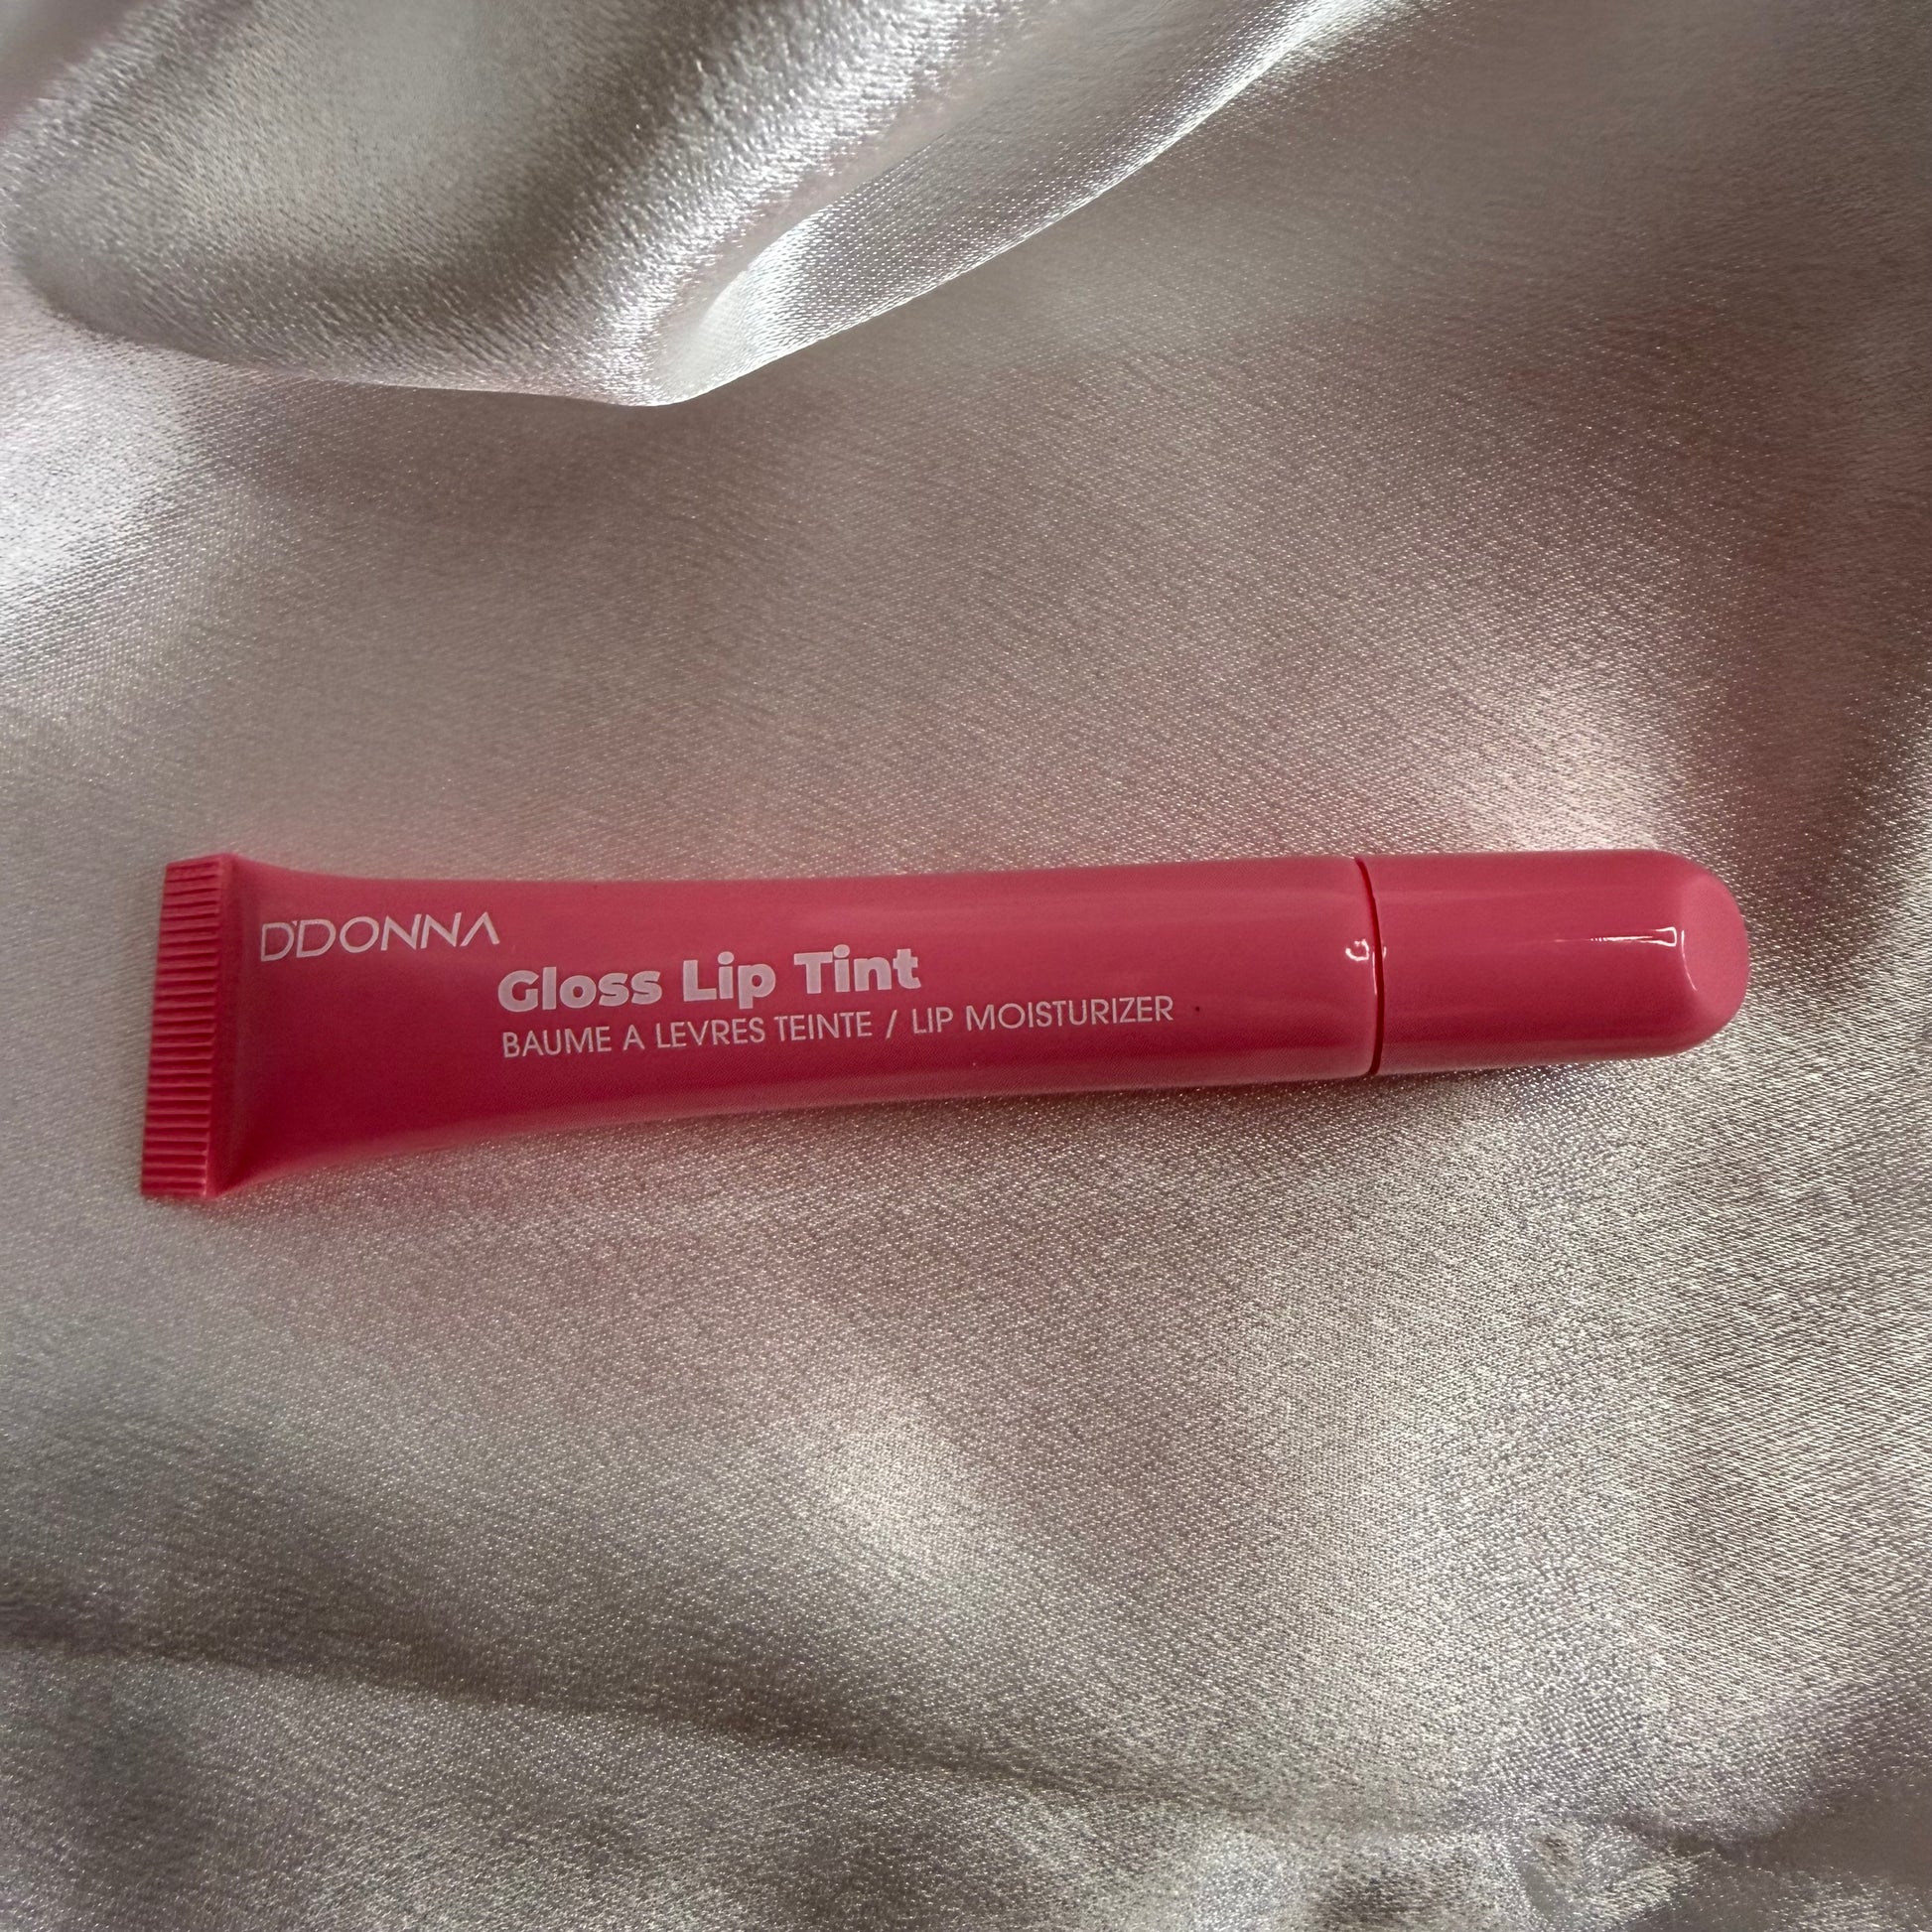 D'DONNA
Gloss Lip Tint
BAUME A LEVRES TEINTE / LIP MOISTURIZER